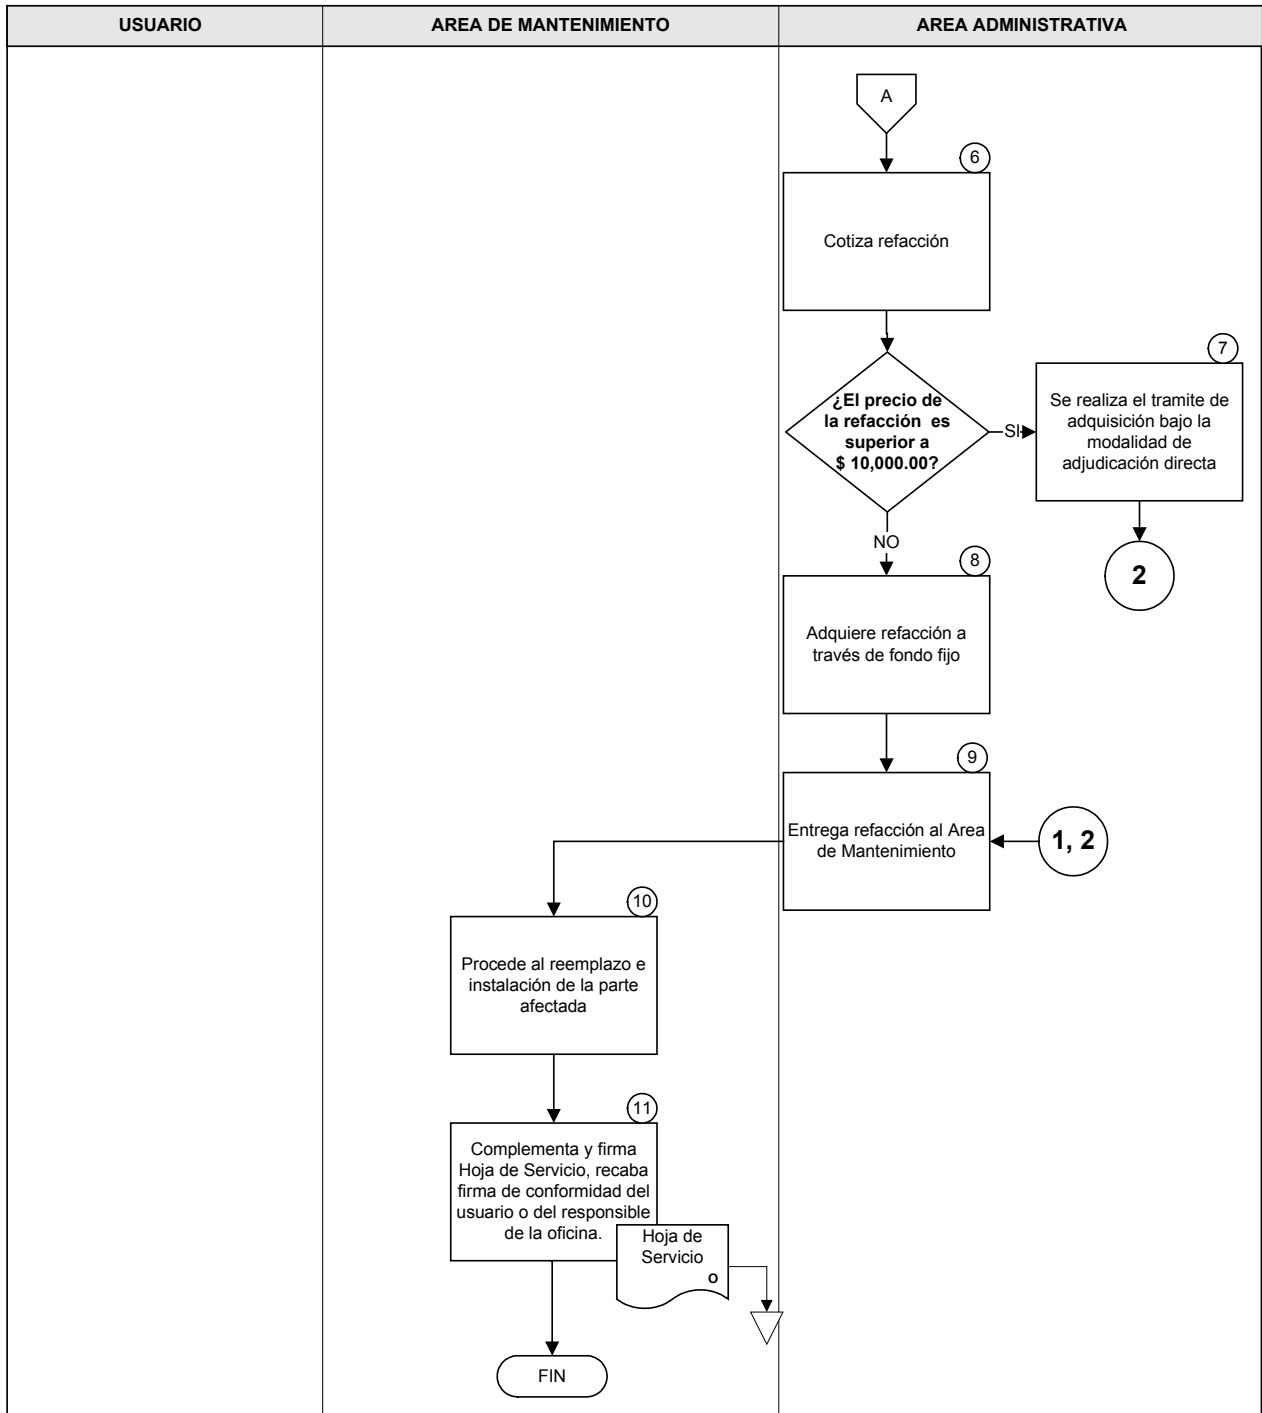 USUARIO
AREA DE MANTENIMIENTO
AREA ADMINISTRATIVA
A
6
Cotiza refacción
¿El precio de
la refacción es
superior a
$ 10,000.00?
SI
7
Se realiza el tramite de
adquisición bajo la
modalidad de
adjudicación directa
2
NO
8
Adquiere refacción a
través de fondo fijo
9
Entrega refacción al Area
de Mantenimiento
1, 2
10
Procede al reemplazo e
instalación de la parte
afectada
11
Complementa y firma
Hoja de Servicio, recaba
firma de conformidad del
usuario o del responsible
de la oficina.
Hoja de
Servicio
o
FIN